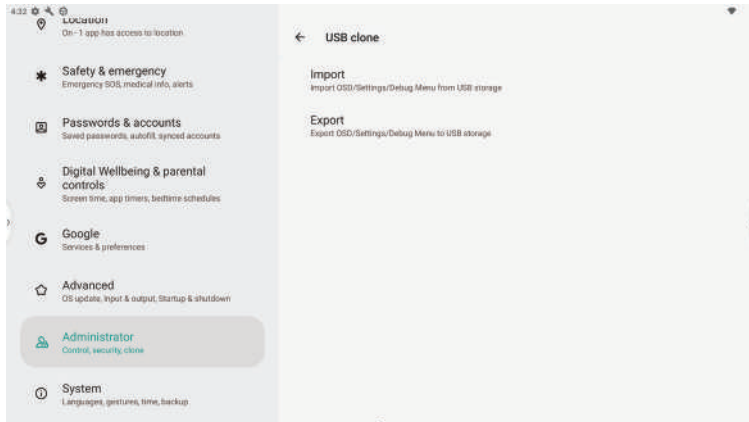 4:32
Location
On - 1 app has access to location
Safety & emergency
Emergency SOS, medical info, alerts
Passwords & accounts
Saved passwords, autofill, synced accounts
Digital Wellbeing & parental
controls
Screen time, app timers, bedtime schedules
Google
Services & preferences
Advanced
OS update, Input & output, Startup & shutdown
Administrator
Control, security, clone
System
Languages, gestures, time, backup
USB clone
Import
Import OSD/Settings/Debug Menu from USB storage
Export
Export OSD/Settings/Debug Menu to USB storage